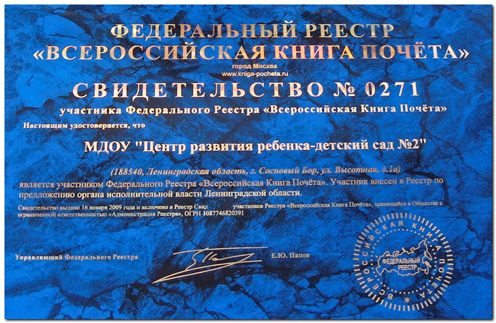 ФЕДЕРАЛЬНЫЙ РЕЕСТР
«ВСЕРОССИЙСКАЯ КНИГА ПОЧЁТА»
город Москва
www.kniga-pocheta.ru
СВИДЕТЕЛЬСТВО № 0271
участника Федерального Реестра «Всероссийская Книга Почёта»
Настоящим удостоверяется, что
МДОУ "Центр развития ребенка-детский сад №2"
(188540, Ленинградская область, г. Сосновый Бор, ул. Высотная, д.1а)
является участником Федерального Реестра «Всероссийская Книга Почёта». Участник внесен в Реестр по
предложению органа исполнительной власти Ленинградской области.
Свидетельство выдано 16 января 2009 года и включено в Реестр Свид участников Реестра «Всероссийская Книга Почёта», хранящийся в Обществе с
ограниченной ответственностью «Администрация Реестра», ОГРН 1087746820391
Управляющий Федерального Реестра
Е.Ю. Папов
ВСЕРОССИЙСКАЯ КНИГА ПОЧЁТА
ФЕДЕРАЛЬНЫЙ
РЕЕСТР